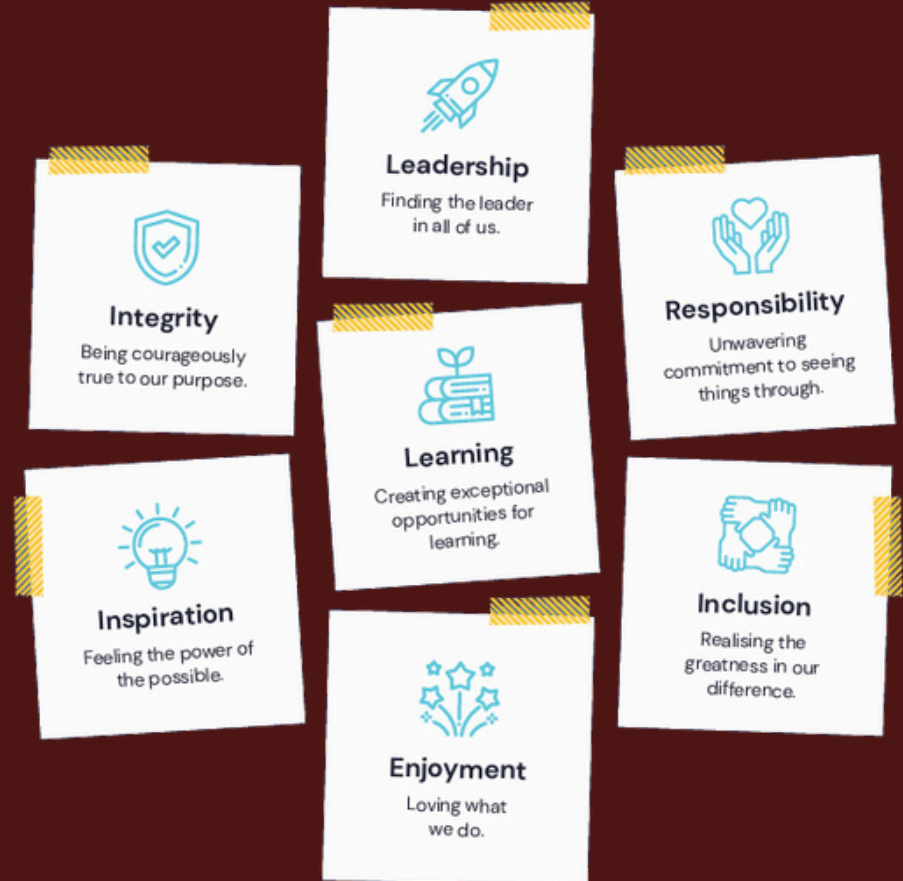 Leadership
Finding the leader
in all of us.
Integrity
Being courageously
true to our purpose.
Responsibility
Unwavering
commitment to seeing
things through.
Learning
Creating exceptional
opportunities for
learning.
Inspiration
Feeling the power of
the possible.
Inclusion
Realising the
greatness in our
difference.
Enjoyment
Loving what
we do.